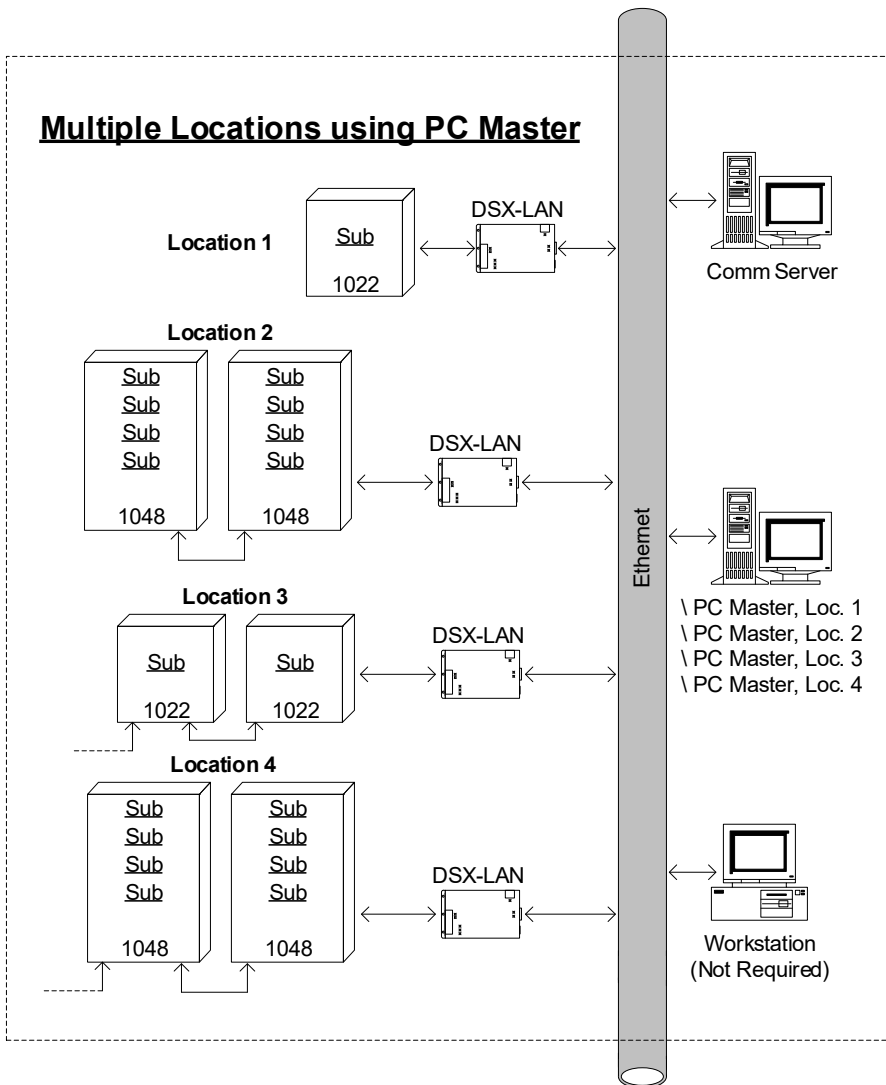 Multiple Locations using PC Master
Location 1
Sub
1022
DSX-LAN
Comm Server
Location 2
Sub
Sub
Sub
Sub
1048
Sub
Sub
Sub
Sub
1048
DSX-LAN
Ethernet
\ PC Master, Loc. 1
\ PC Master, Loc. 2
\ PC Master, Loc. 3
\ PC Master, Loc. 4
Location 3
Sub
1022
Sub
1022
DSX-LAN
Location 4
Sub
Sub
Sub
Sub
1048
Sub
Sub
Sub
Sub
1048
DSX-LAN
Workstation
(Not Required)